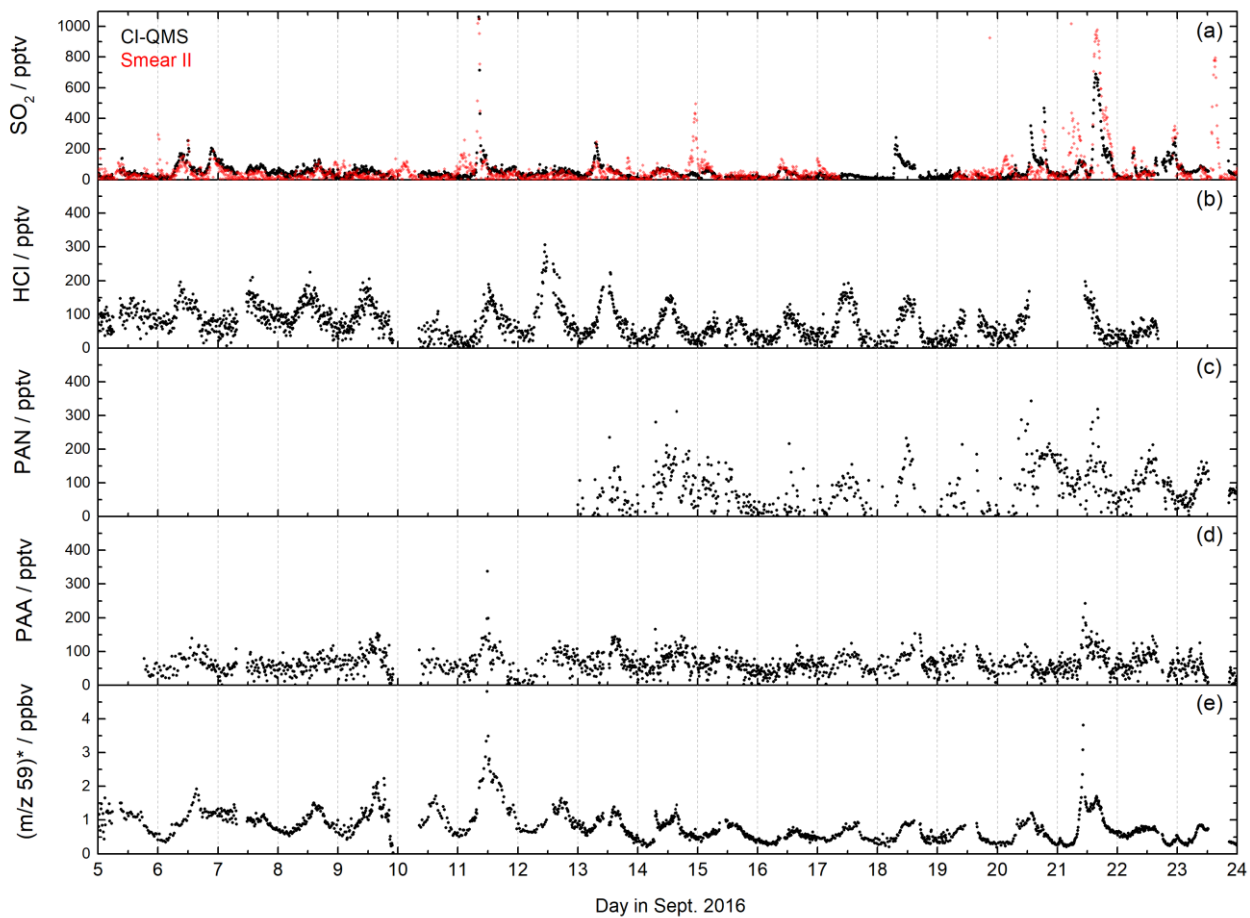 (a)
CI-QMS
Smear II
SO2 / pptv
1000
800
600
400
200
0
(b)
HCl / pptv
400
300
200
100
0
(c)
PAN / pptv
400
300
200
100
0
(d)
PAA / pptv
400
300
200
100
0
(e)
(m/z 59)* / ppbv
4
3
2
1
0
5 6 7 8 9 10 11 12 13 14 15 16 17 18 19 20 21 22 23 24
Day in Sept. 2016